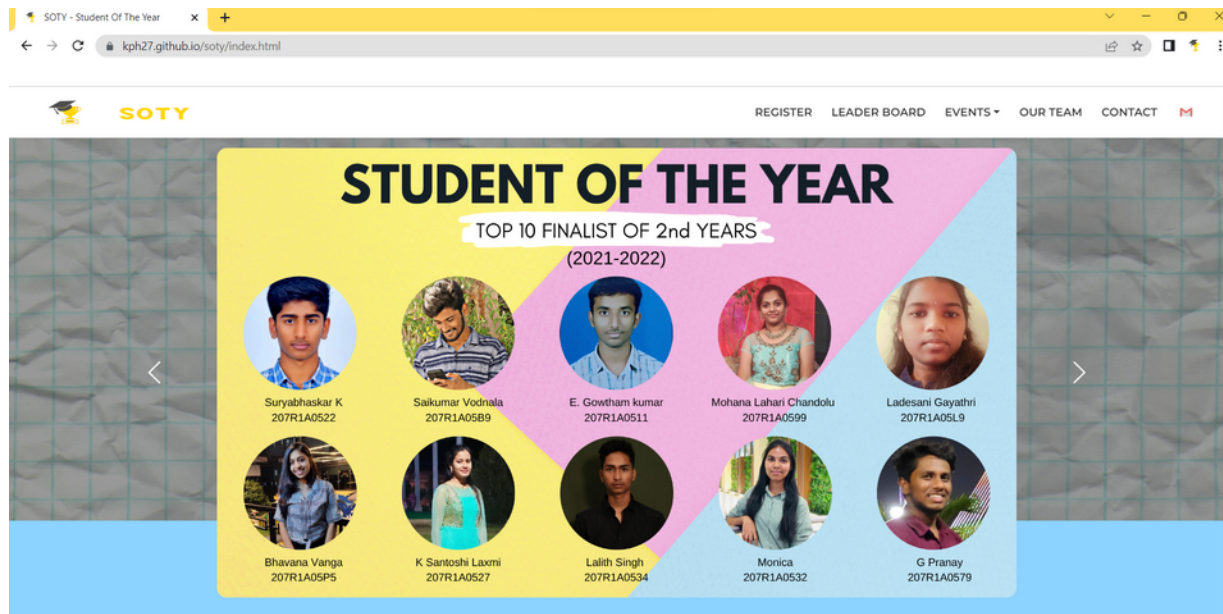 SOTY - Student Of The Year
kph27.github.io/soty/index.html
SOTY REGISTER LEADER BOARD EVENTS OUR TEAM CONTACT M
STUDENT OF THE YEAR
TOP 10 FINALIST OF 2nd YEARS
(2021-2022)
Suryabhaskar K Saikumar Vodnala E. Gowtham kumar Mohana Lahari Chandolu Ladesani Gayathri
207R1A0522 207R1A05B9 207R1A0511 207R1A0599 207R1A05L9
Bhavana Vanga K Santoshi Laxmi Lalith Singh Monica G Pranay
207R1A05P5 207R1A0527 207R1A0534 207R1A0532 207R1A0579